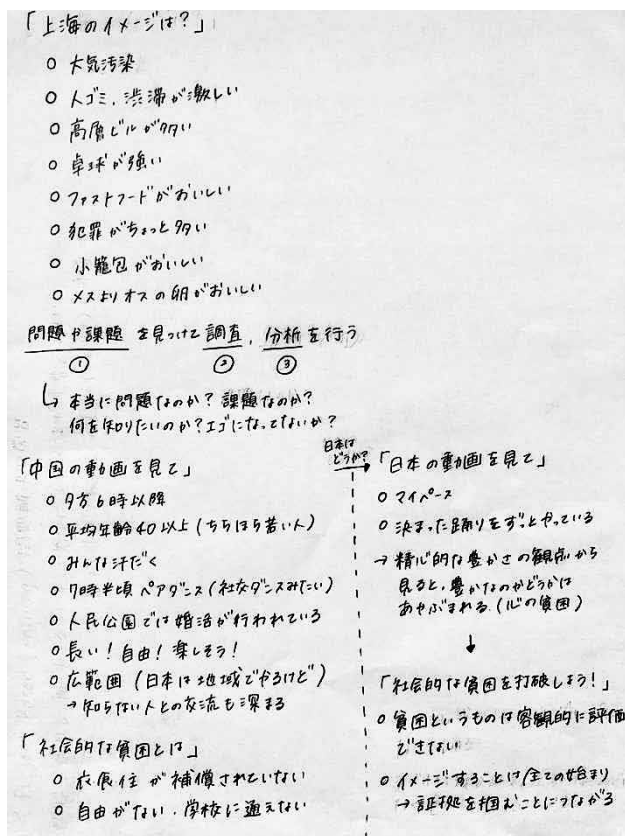 「上海のイメージは?」
○ 大気汚染
○ 人ゴミ、渋滞が激しい
○ 高層ビルが多い
○ 卓球が強い
○ ファストフードがおいしい
○ 犯罪がちょっと多い
○ 小籠包がおいしい
○ メスよりオスの卵がおいしい
問題や課題を見つけて調査、分析を行う
① ② ③
↳ 本当に問題なのか?課題なのか?
何を知りたいのか?エゴになってないか?
「中国の動画を見て」
○ 夕方6時以降
○ 平均年齢40以上(ちらほら若い人)
○ みんな汗だく
○ 7時半頃 ペアダンス(社交ダンスみたい)
○ 人民公園では婚活が行われている
○ 長い!自由!楽しそう!
○ 広範囲(日本は地域でやるけど)
→知らない人との交流も深まる
「社会的な貧困とは」
○ 衣食住が補償されていない
○ 自由がない、学校に通えない
日本は
どうか?
「日本の動画を見て」
○ マイペース
○ 決まった踊りをずっとやっている
→ 精心的な豊かさの観点から
見ると、豊かなのかどうかは
あやぶまれる。(心の貧困)
↓
「社会的な貧困を打破しよう!」
○ 貧困というものは客観的に評価
できない
○ イメージすることは全ての始まり
→ 証拠を掴むことにつながる